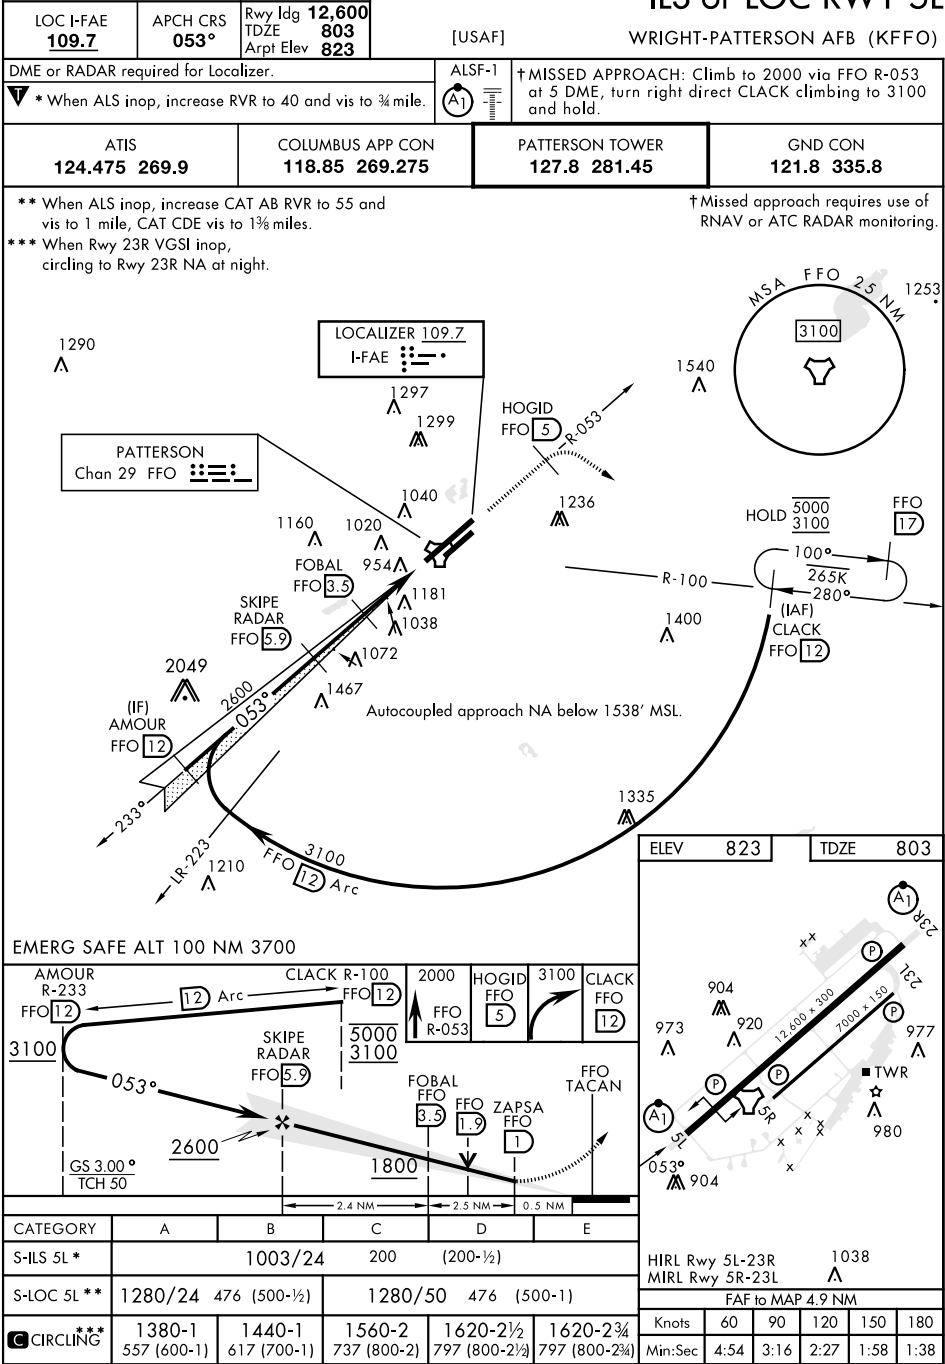 ILS or LOC RWY 5L
LOC I-FAE
109.7
APCH CRS
053°
Rwy ldg 12,600
TDZE 803
Arpt Elev 823
[USAF]
WRIGHT-PATTERSON AFB (KFFO)
DME or RADAR required for Localizer.
T * When ALS inop, increase RVR to 40 and vis to ¾ mile.
ALSF-1
A1
† MISSED APPROACH: Climb to 2000 via FFO R-053
at 5 DME, turn right direct CLACK climbing to 3100
and hold.
ATIS
124.475 269.9
COLUMBUS APP CON
118.85 269.275
PATTERSON TOWER
127.8 281.45
GND CON
121.8 335.8
** When ALS inop, increase CAT AB RVR to 55 and
vis to 1 mile, CAT CDE vis to 1⅜ miles.
*** When Rwy 23R VGSI inop,
circling to Rwy 23R NA at night.
† Missed approach requires use of
RNAV or ATC RADAR monitoring.
MSA FFO 25 NM
3100
1253
1290
LOCALIZER 109.7
I-FAE
1540
1297
1299
HOGID
FFO 5
R-053
PATTERSON
Chan 29 FFO
1040
1236
1160
1020
954
FOBAL
FFO 3.5
HOLD 5000
3100
FFO
17
100°
265K
280°
R-100
(IAF)
CLACK
FFO 12
1181
1038
1400
SKIPE
RADAR
FFO 5.9
1072
1467
2049
2600
053°
(IF)
AMOUR
FFO 12
Autocoupled approach NA below 1538' MSL.
233°
LR-223
1335
3100
FFO 12 Arc
1210
EMERG SAFE ALT 100 NM 3700
ELEV 823
TDZE 803
A1
23R
23L
P
P
P
P
12,600 x 300
7000 x 150
904
973
920
977
TWR
980
A1
5L
5R
053°
904
x x
x
x
x
x
x
1038
HIRL Rwy 5L-23R
MIRL Rwy 5R-23L
AMOUR
R-233
FFO 12
12 Arc
CLACK R-100
FFO 12
5000
3100
3100
053°
SKIPE
RADAR
FFO 5.9
2600
GS 3.00°
TCH 50
2000
FFO
R-053
HOGID
FFO
5
3100
CLACK
FFO
12
FOBAL
FFO
3.5
FFO
1.9
ZAPSA
FFO
1
FFO
TACAN
1800
2.4 NM
2.5 NM
0.5 NM
CATEGORY A B C D E
S-ILS 5L * 1003/24 200 (200-½)
S-LOC 5L ** 1280/24 476 (500-½) 1280/50 476 (500-1)
C CIRCLING *** 1380-1 1440-1 1560-2 1620-2½ 1620-2¾
557 (600-1) 617 (700-1) 737 (800-2) 797 (800-2½) 797 (800-2¾)
FAF to MAP 4.9 NM
Knots 60 90 120 150 180
Min:Sec 4:54 3:16 2:27 1:58 1:38